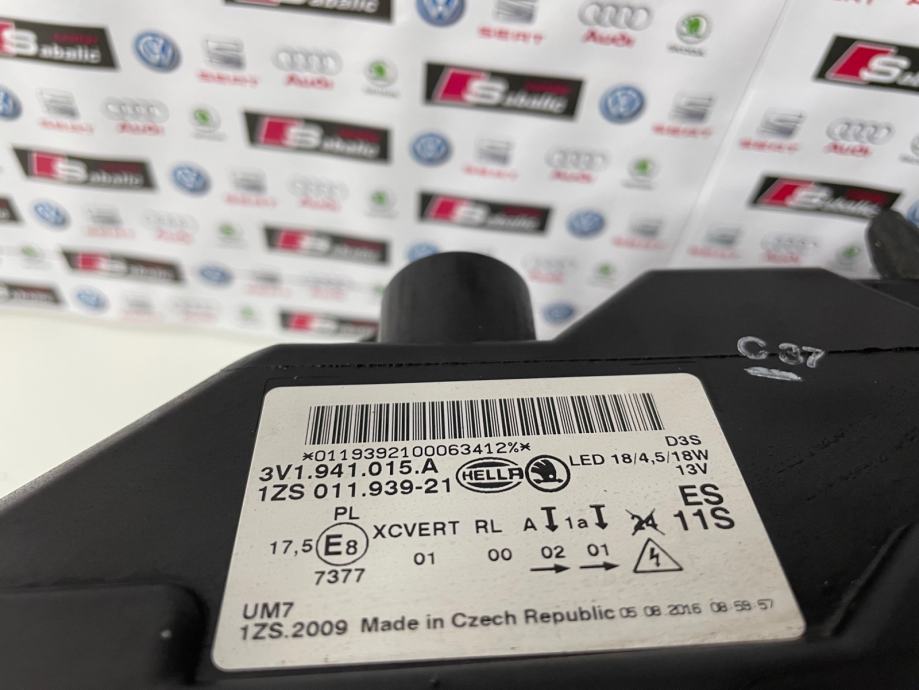 Sabalic
SEAT
Audi
C 37
*0119392100063412%*
D3S
3V1.941.015.A
HELLA
LED 18/4,5/18W
13V
1ZS 011.939-21
ES
PL
XCVERT RL A 1a 24 11S
17,5 E8
01 00 02 01
7377
UM7
1ZS.2009 Made in Czech Republic 05 08 2016 08:59:57